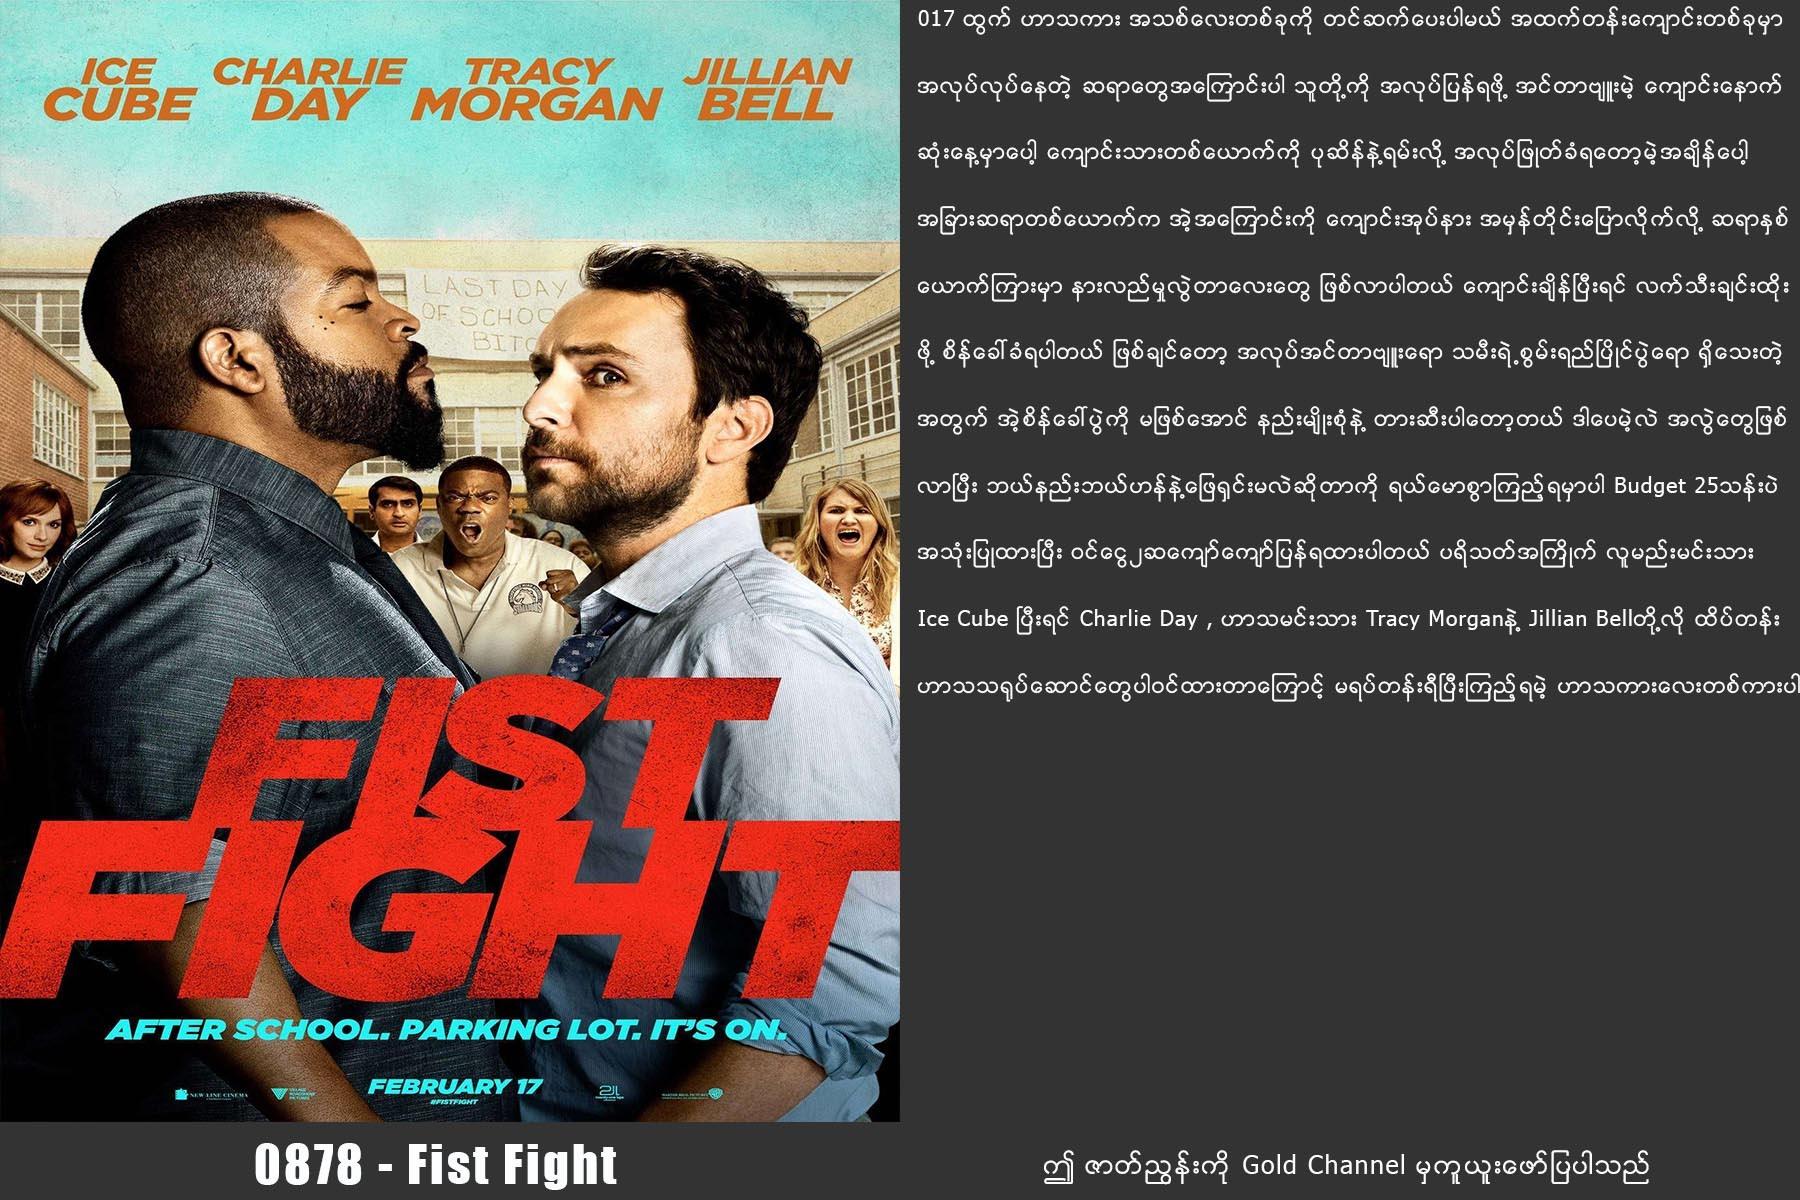 ICE CUBE
CHARLIE DAY
TRACY MORGAN
JILLIAN BELL
LAST DAY
OF SCHOO
BITC
FIST
FIGHT
AFTER SCHOOL. PARKING LOT. IT'S ON.
NEW LINE CINEMA
FEBRUARY 17
#FISTFIGHT
0878 - Fist Fight
017 ထွက် ဟာသကား အသစ်လေးတစ်ခုကို တင်ဆက်ပေးပါမယ် အထက်တန်းကျောင်းတစ်ခုမှာ
အလုပ်လုပ်နေတဲ့ ဆရာတွေအကြောင်းပါ သူတို့ကို အလုပ်ပြန်ရဖို့ အင်တာဗျူးမဲ့ ကျောင်းနောက်
ဆုံးနေ့မှာပေါ့ ကျောင်းသားတစ်ယောက်ကို ပုဆိန်နဲ့ရမ်းလို့ အလုပ်ဖြုတ်ခံရတော့မဲ့အချိန်ပေါ့
အခြားဆရာတစ်ယောက်က အဲ့အကြောင်းကို ကျောင်းအုပ်နား အမှန်တိုင်းပြောလိုက်လို့ ဆရာနှစ်
ယောက်ကြားမှာ နားလည်မှုလွဲတာလေးတွေ ဖြစ်လာပါတယ် ကျောင်းချိန်ပြီးရင် လက်သီးချင်းထိုး
ဖို့ စိန်ခေါ်ခံရပါတယ် ဖြစ်ချင်တော့ အလုပ်အင်တာဗျူးရော သမီးရဲ့စွမ်းရည်ပြိုင်ပွဲရော ရှိသေးတဲ့
အတွက် အဲ့စိန်ခေါ်ပွဲကို မဖြစ်အောင် နည်းမျိုးစုံနဲ့ တားဆီးပါတော့တယ် ဒါပေမဲ့လဲ အလွဲတွေဖြစ်
လာပြီး ဘယ်နည်းဘယ်ဟန်နဲ့ဖြေရှင်းမလဲဆိုတာကို ရယ်မောစွာကြည့်ရမှာပါ Budget 25သန်းပဲ
အသုံးပြုထားပြီး ဝင်ငွေ၂ဆကျော်ကျော်ပြန်ရထားပါတယ် ပရိသတ်အကြိုက် လူမည်းမင်းသား
Ice Cube ပြီးရင် Charlie Day , ဟာသမင်းသား Tracy Morganနဲ့ Jillian Bellတို့လို ထိပ်တန်း
ဟာသသရုပ်ဆောင်တွေပါဝင်ထားတာကြောင့် မရပ်တန်းရီပြီးကြည့်ရမဲ့ ဟာသကားလေးတစ်ကားပါ
ဤ ဇာတ်ညွှန်းကို Gold Channel မှကူယူးဖော်ပြပါသည်